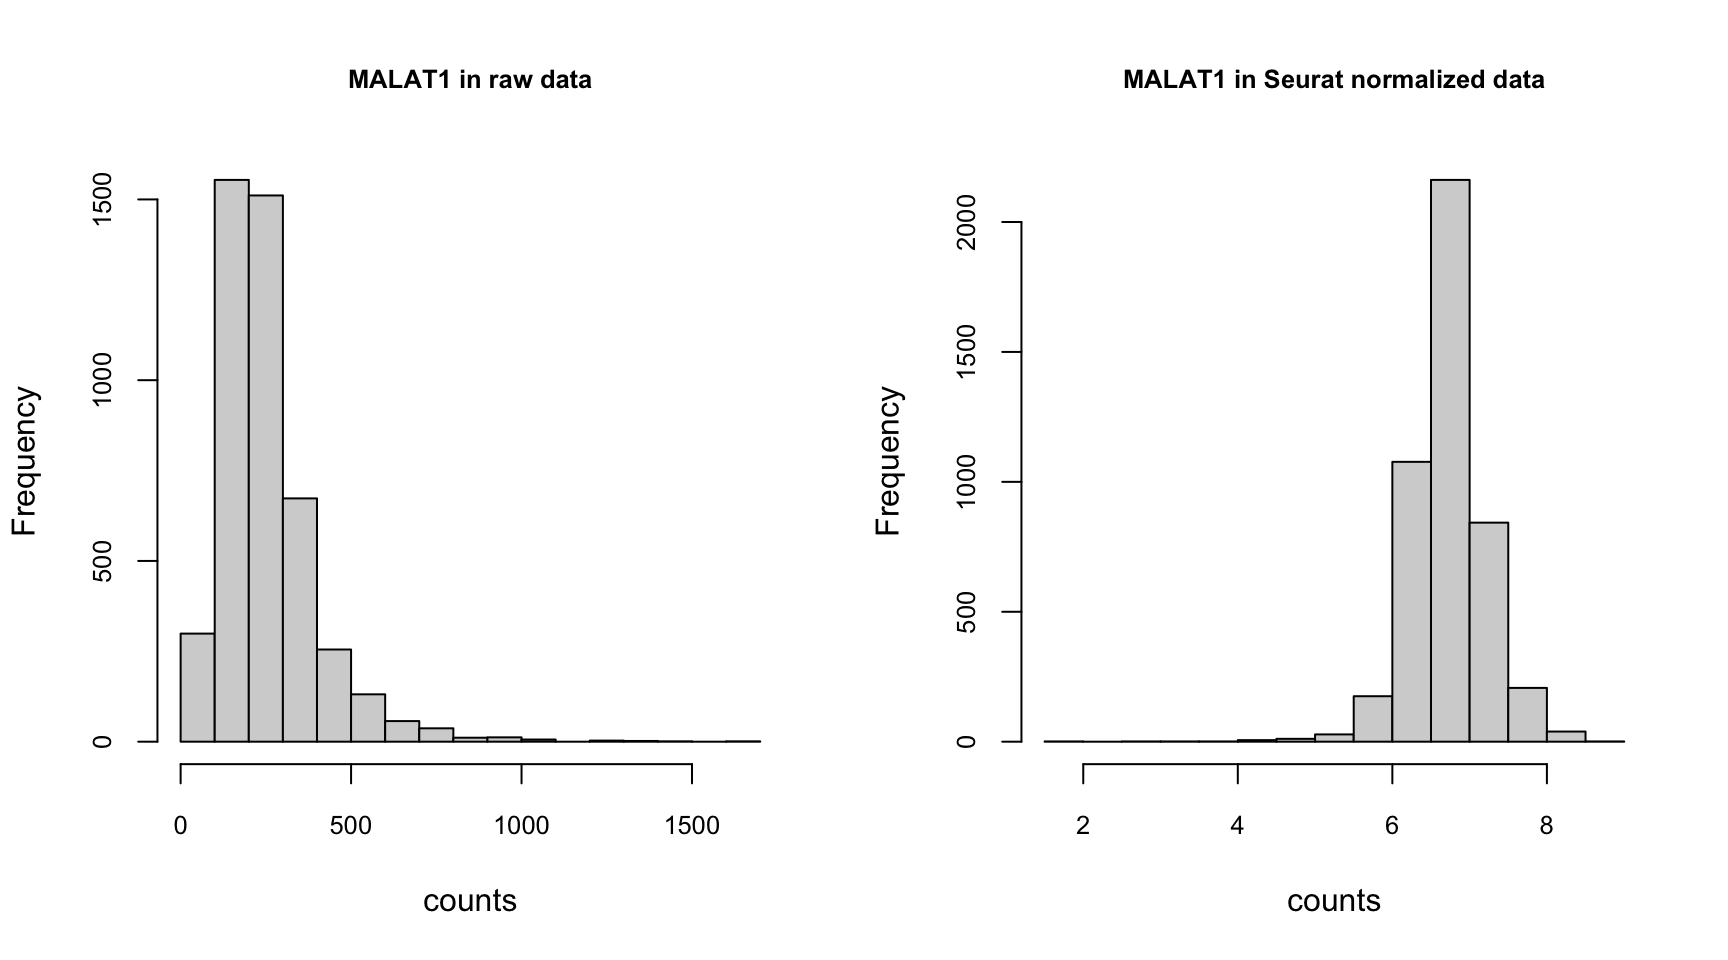 MALAT1 in raw data
Frequency
1500
1000
500
0
0 500 1000 1500
counts
MALAT1 in Seurat normalized data
Frequency
2000
1500
1000
500
0
2 4 6 8
counts